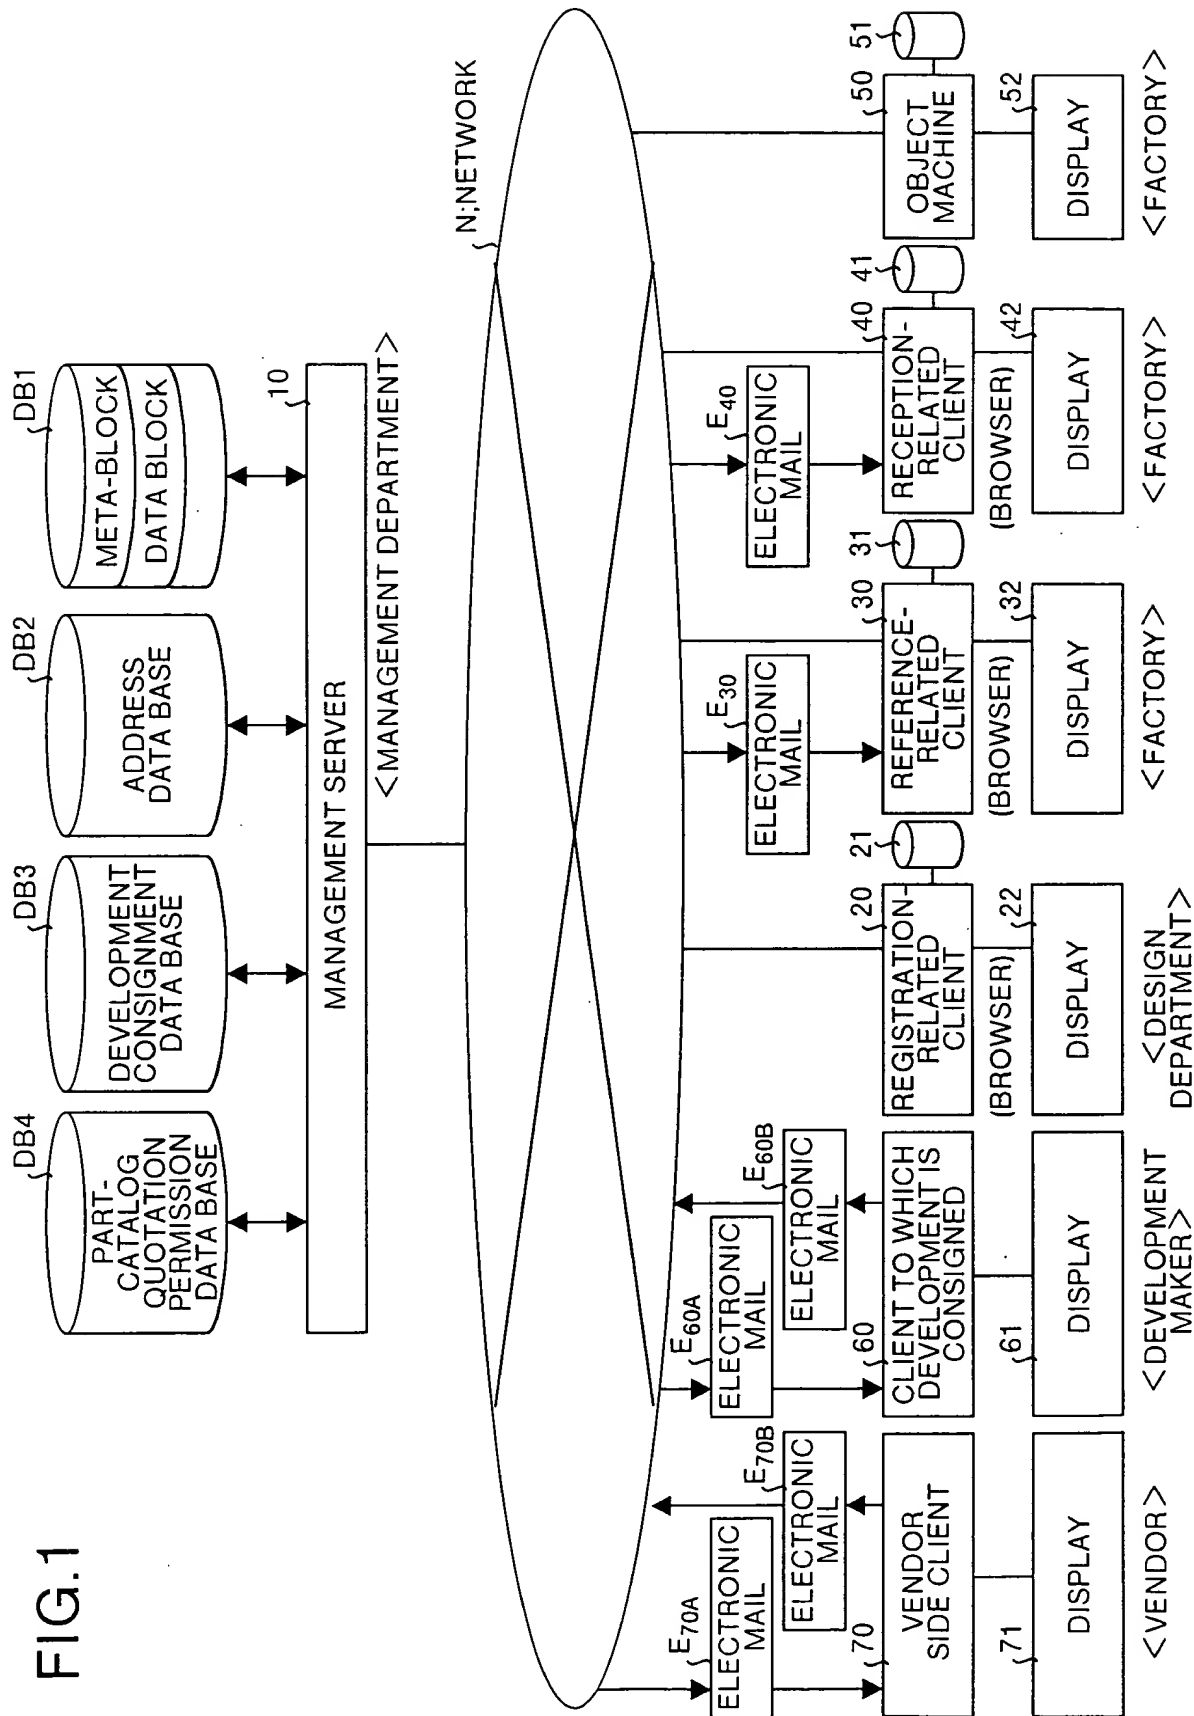 FIG.1
DB4
PART-
CATALOG
QUOTATION
PERMISSION
DATA BASE
DB3
DEVELOPMENT
CONSIGNMENT
DATA BASE
DB2
ADDRESS
DATA BASE
DB1
META-BLOCK
DATA BLOCK
10
MANAGEMENT SERVER
<MANAGEMENT DEPARTMENT>
N;NETWORK
E70A
ELECTRONIC
MAIL
E70B
ELECTRONIC
MAIL
70
VENDOR
SIDE CLIENT
71
DISPLAY
<VENDOR>
E60A
ELECTRONIC
MAIL
E60B
ELECTRONIC
MAIL
60
CLIENT TO WHICH
DEVELOPMENT IS
CONSIGNED
61
DISPLAY
<DEVELOPMENT
MAKER>
20
21
REGISTRATION-
RELATED
CLIENT
(BROWSER)
22
DISPLAY
<DESIGN
DEPARTMENT>
E30
ELECTRONIC
MAIL
30
31
REFERENCE-
RELATED
CLIENT
(BROWSER)
32
DISPLAY
<FACTORY>
E40
ELECTRONIC
MAIL
40
41
RECEPTION-
RELATED
CLIENT
(BROWSER)
42
DISPLAY
<FACTORY>
50
51
OBJECT
MACHINE
52
DISPLAY
<FACTORY>